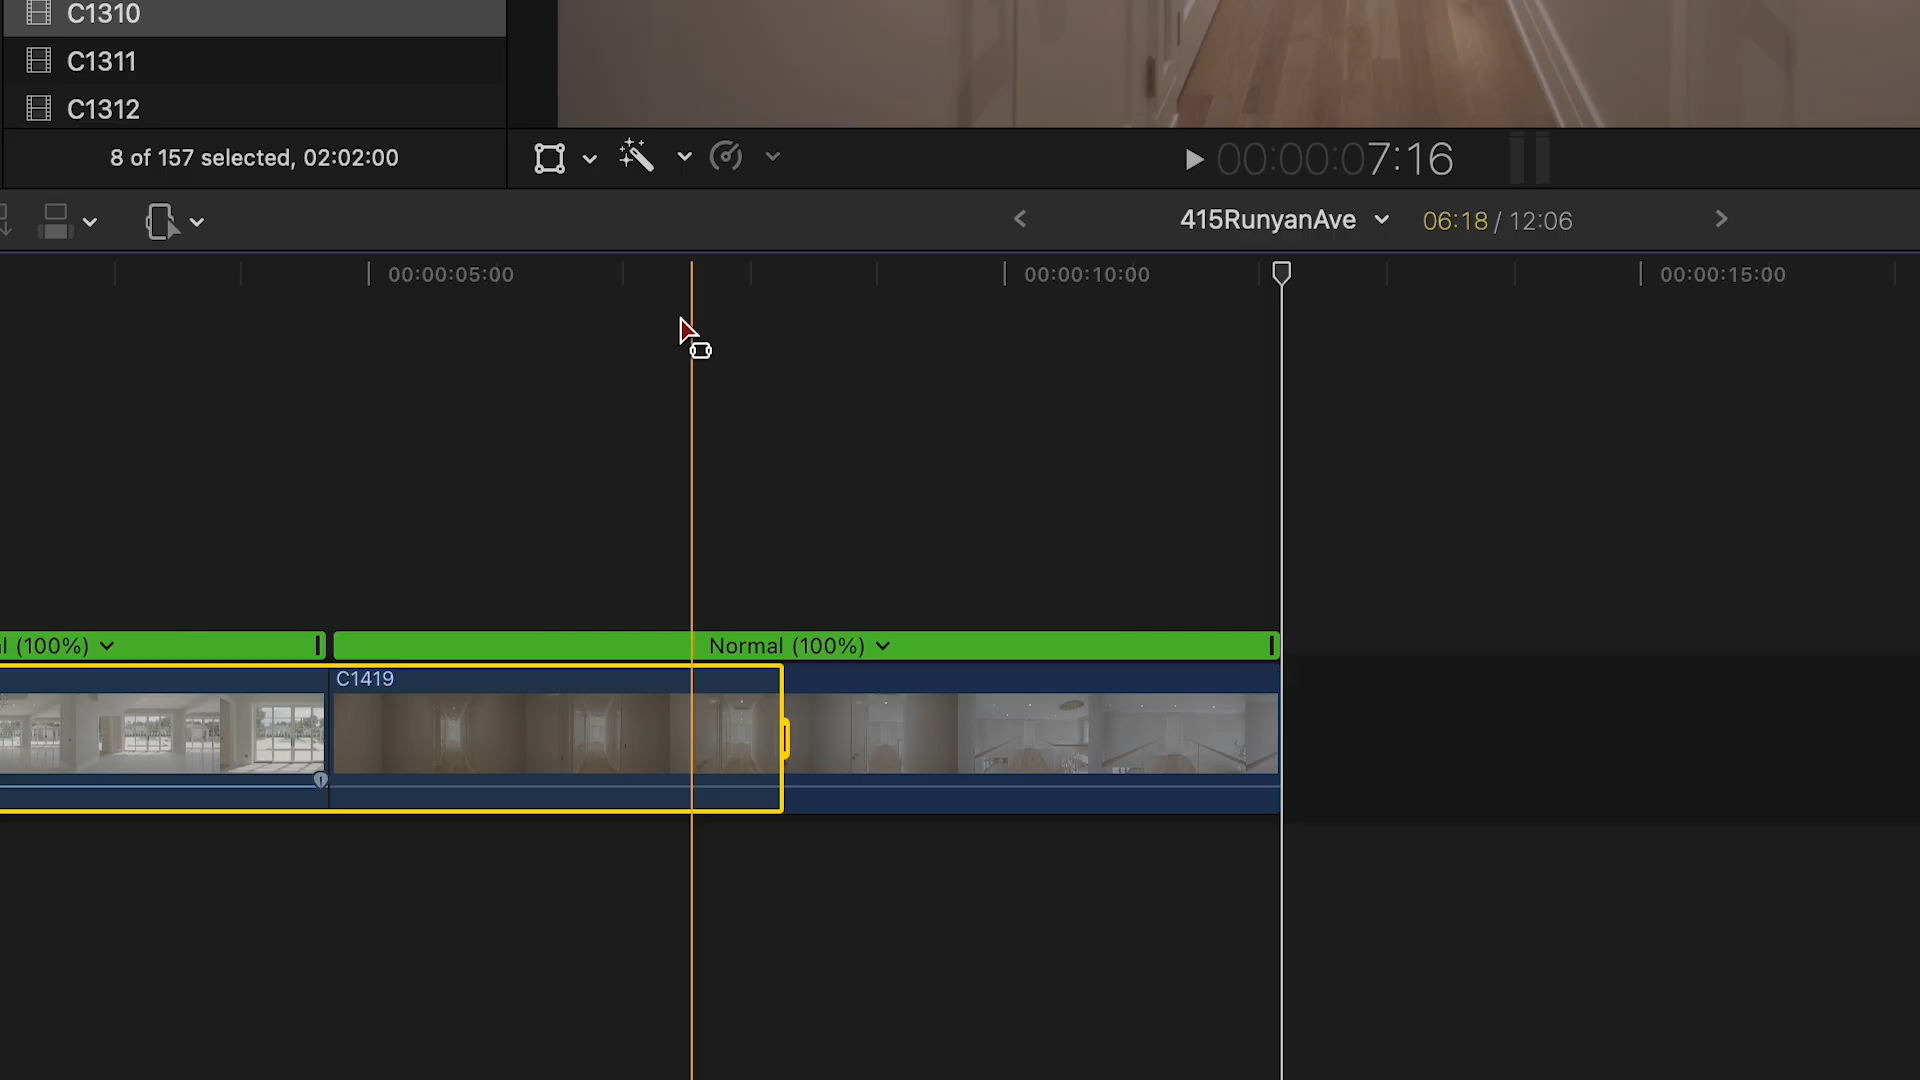 C1310
C1311
C1312
8 of 157 selected, 02:02:00
00:00:07:16
415RunyanAve
06:18 / 12:06
00:00:05:00
00:00:10:00
00:00:15:00
l (100%)
Normal (100%)
C1419